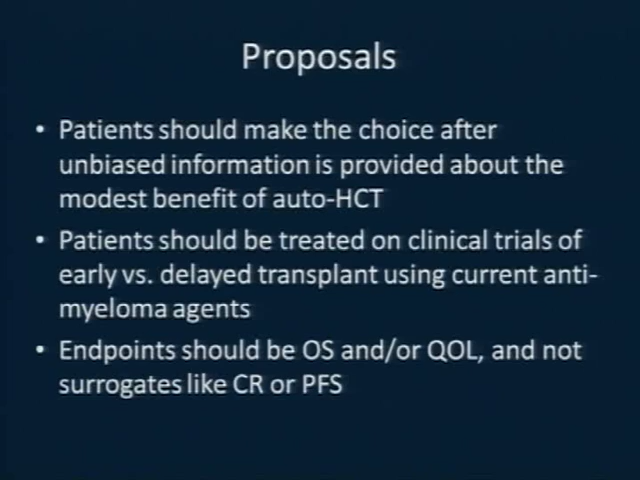 Proposals
• Patients should make the choice after
unbiased information is provided about the
modest benefit of auto-HCT
• Patients should be treated on clinical trials of
early vs. delayed transplant using current anti-
myeloma agents
• Endpoints should be OS and/or QOL, and not
surrogates like CR or PFS